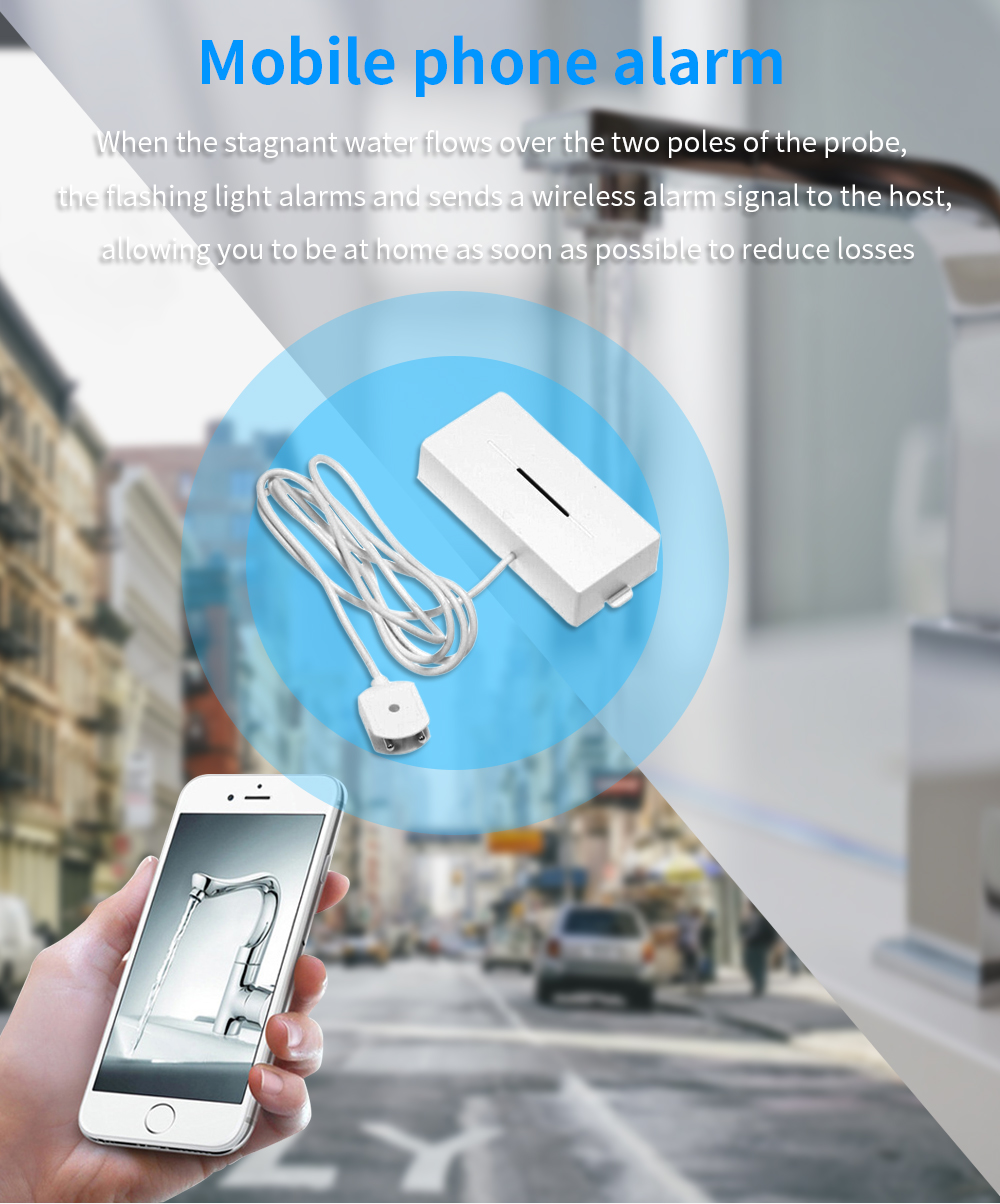 Mobile phone alarm
When the stagnant water flows over the two poles of the probe,
the flashing light alarms and sends a wireless alarm signal to the host,
allowing you to be at home as soon as possible to reduce losses
LY